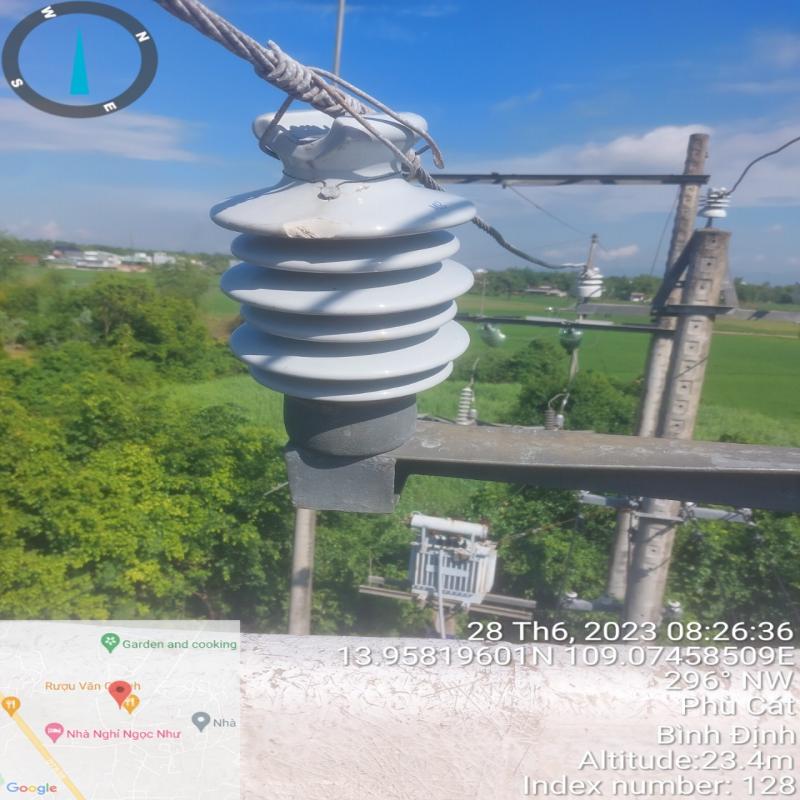 W
N
S
E
28 Th6, 2023 08:26:36
13.95819601N 109.07458509E
296° NW
Phù Cát
Bình Định
Altitude:23.4m
Index number: 128
Garden and cooking
Rượu Văn
Nhà Nghỉ Ngọc Như
Nhà
Google